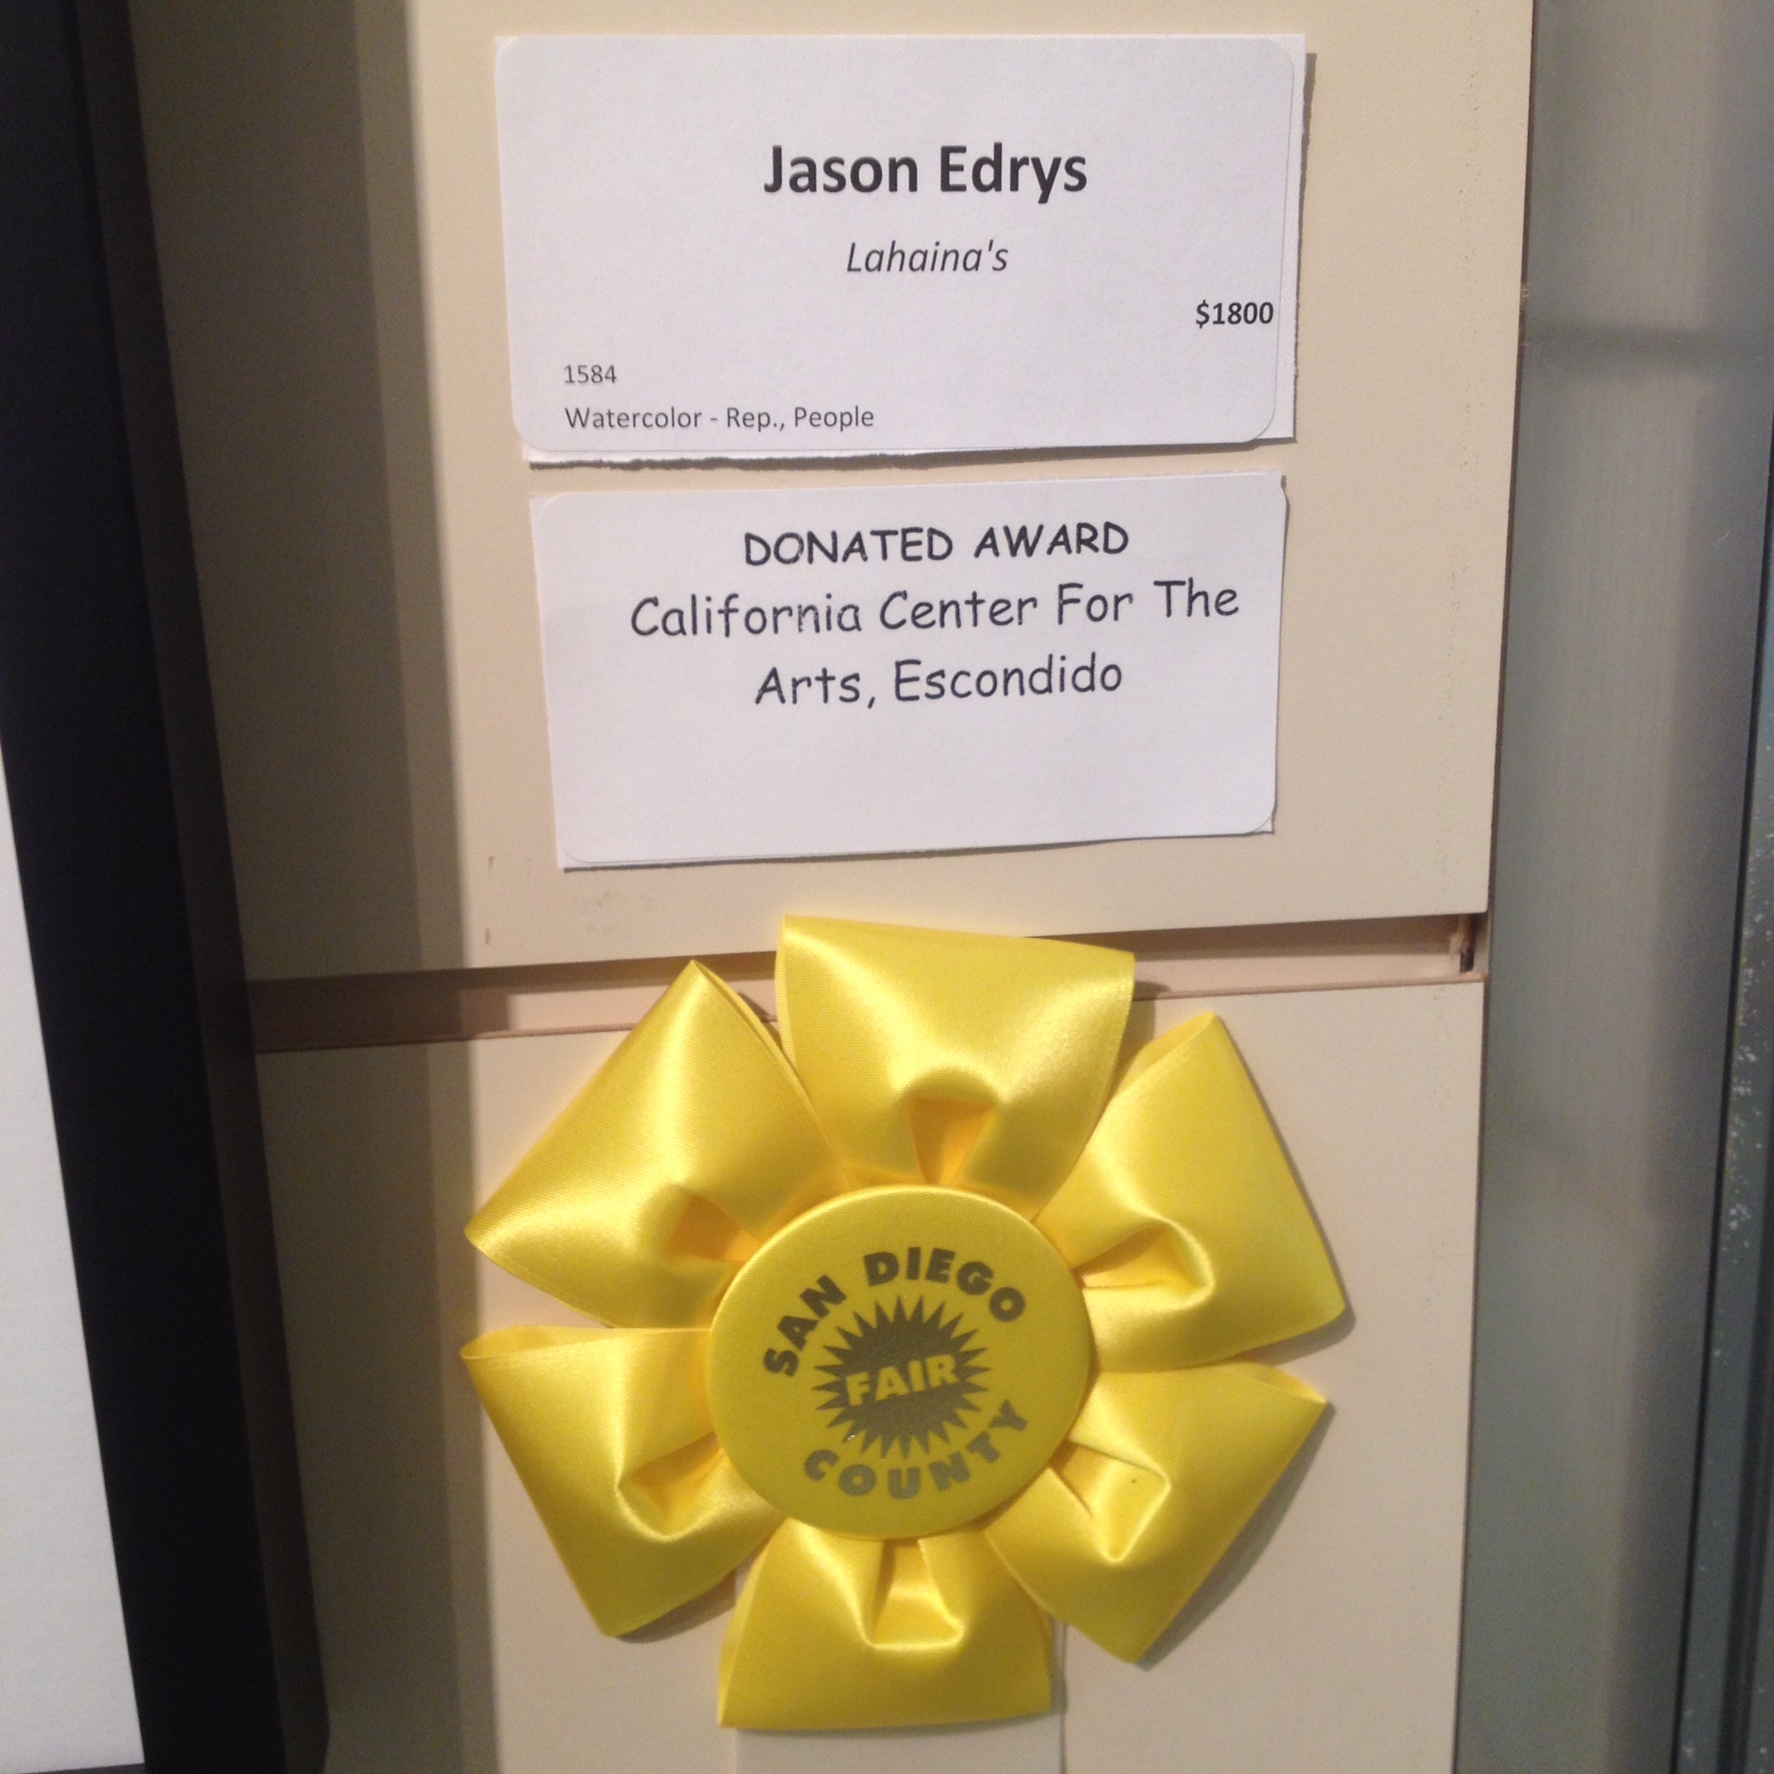 Jason Edrys
Lahaina's
$1800
1584
Watercolor - Rep., People
DONATED AWARD
California Center For The
Arts, Escondido
SAN DIEGO
FAIR
COUNTY